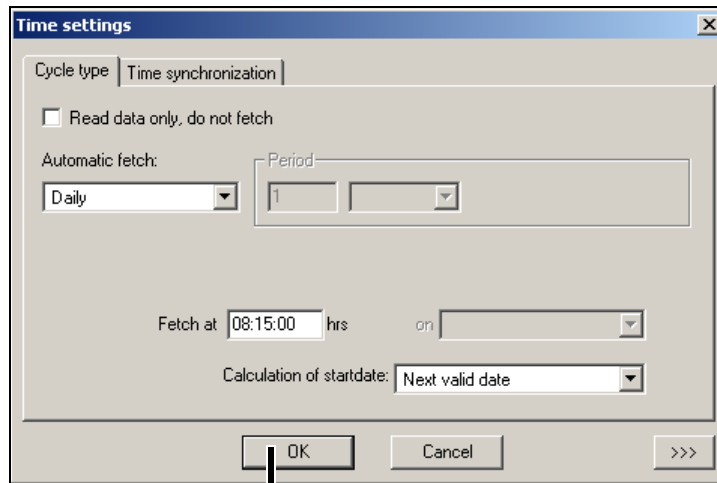 Time settings
Cycle type Time synchronization
Read data only, do not fetch
Automatic fetch: Period
Daily 1
Fetch at 08:15:00 hrs on
Calculation of startdate: Next valid date
OK Cancel >>>